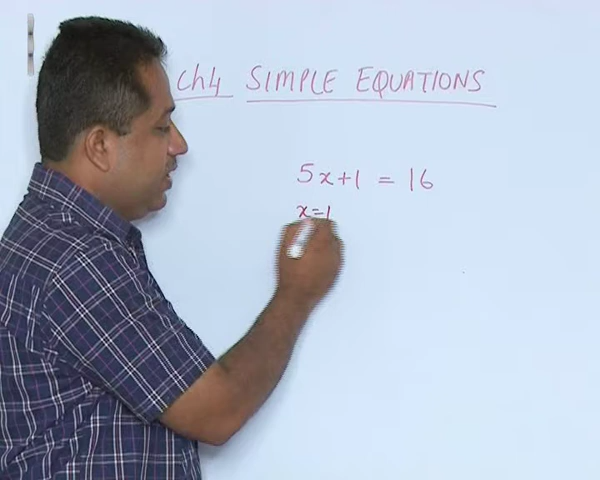 Ch4 SIMPLE EQUATIONS
5x+1 = 16
x=1